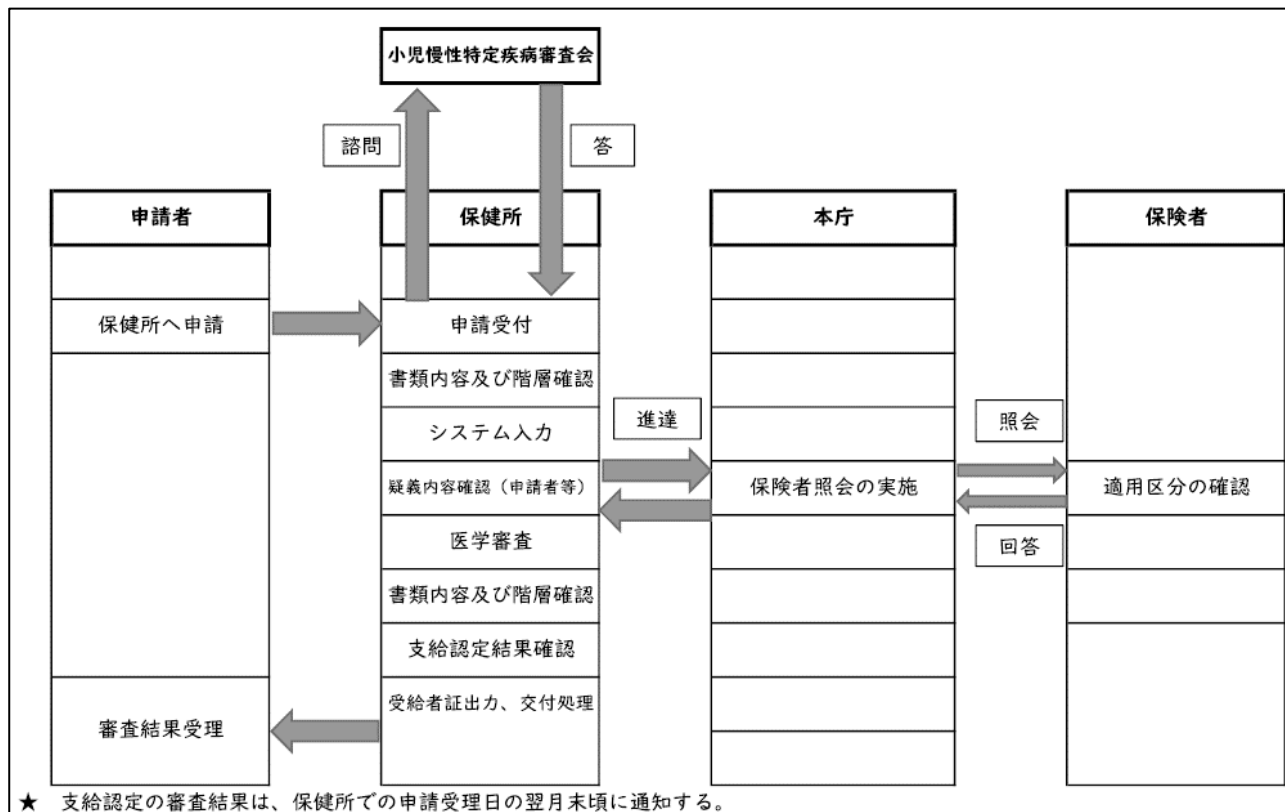 小児慢性特定疾病審査会
諮問
答
申請者
保健所
本庁
保険者
保健所へ申請
申請受付
書類内容及び階層確認
システム入力
進達
照会
疑義内容確認（申請者等）
保険者照会の実施
適用区分の確認
医学審査
回答
書類内容及び階層確認
支給認定結果確認
受給者証出力、交付処理
審査結果受理
★ 支給認定の審査結果は、保健所での申請受理日の翌月末頃に通知する。